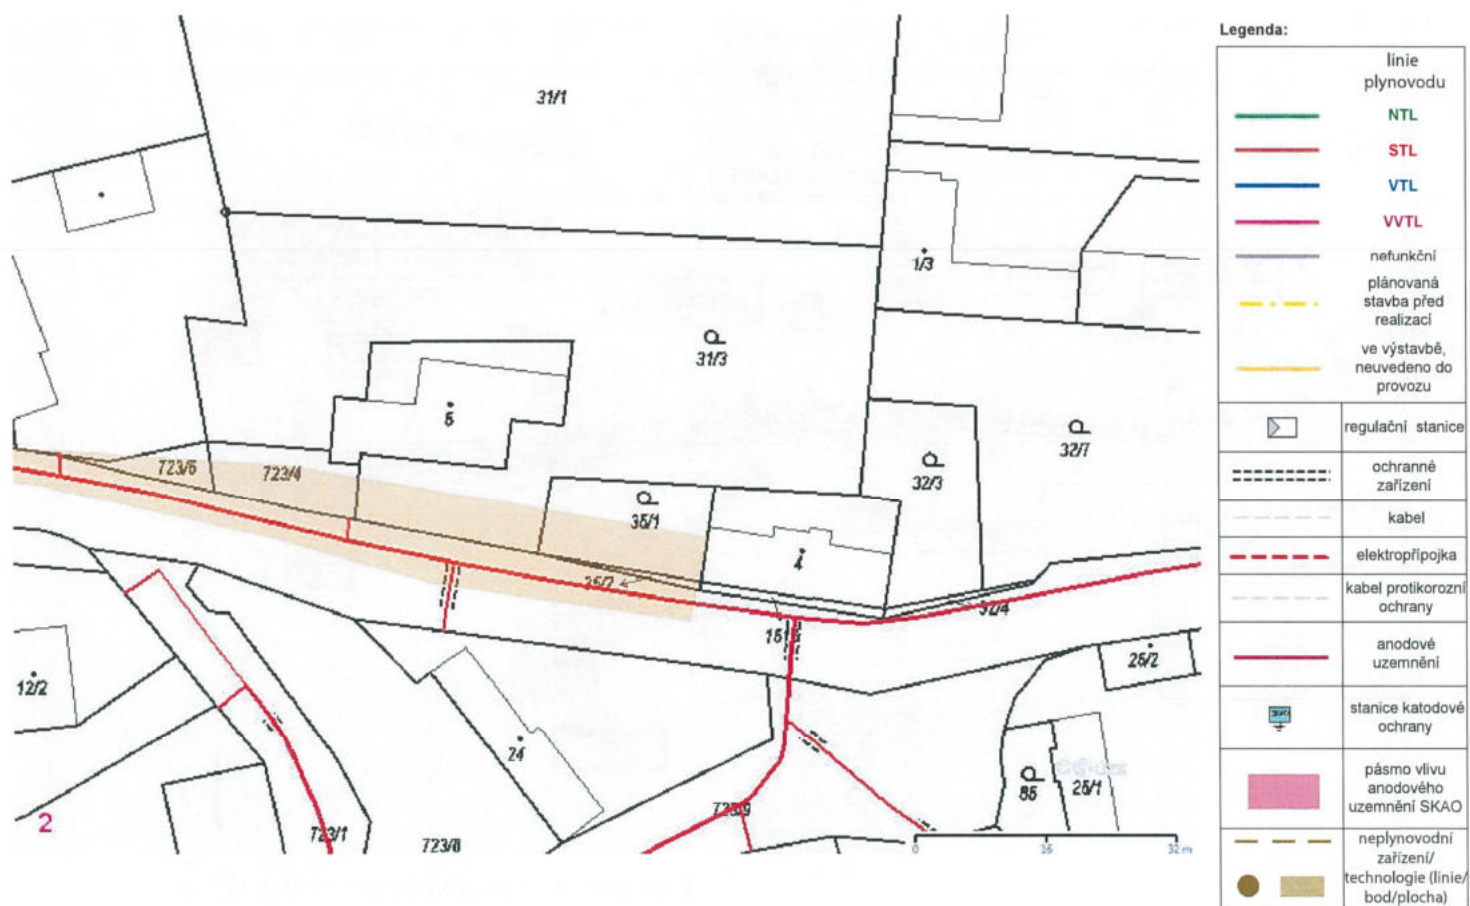 31/1
1/3
31/3
5
32/7
32/3
723/6
723/4
35/1
4
32/4
25/2
12/2
24
2
723/1
723/8
723/9
25/1
0
16
32 m
Legenda:
linie
plynovodu
NTL
STL
VTL
VVTL
nefunkční
plánovaná
stavba před
realizací
ve výstavbě,
neuvedeno do
provozu
regulační stanice
ochranné
zařízení
kabel
elektropřípojka
kabel protikorozní
ochrany
anodové
uzemnění
stanice katodové
ochrany
pásmo vlivu
anodového
uzemnění SKAO
neplynovodní
zařízení/
technologie (linie/
bod/plocha)